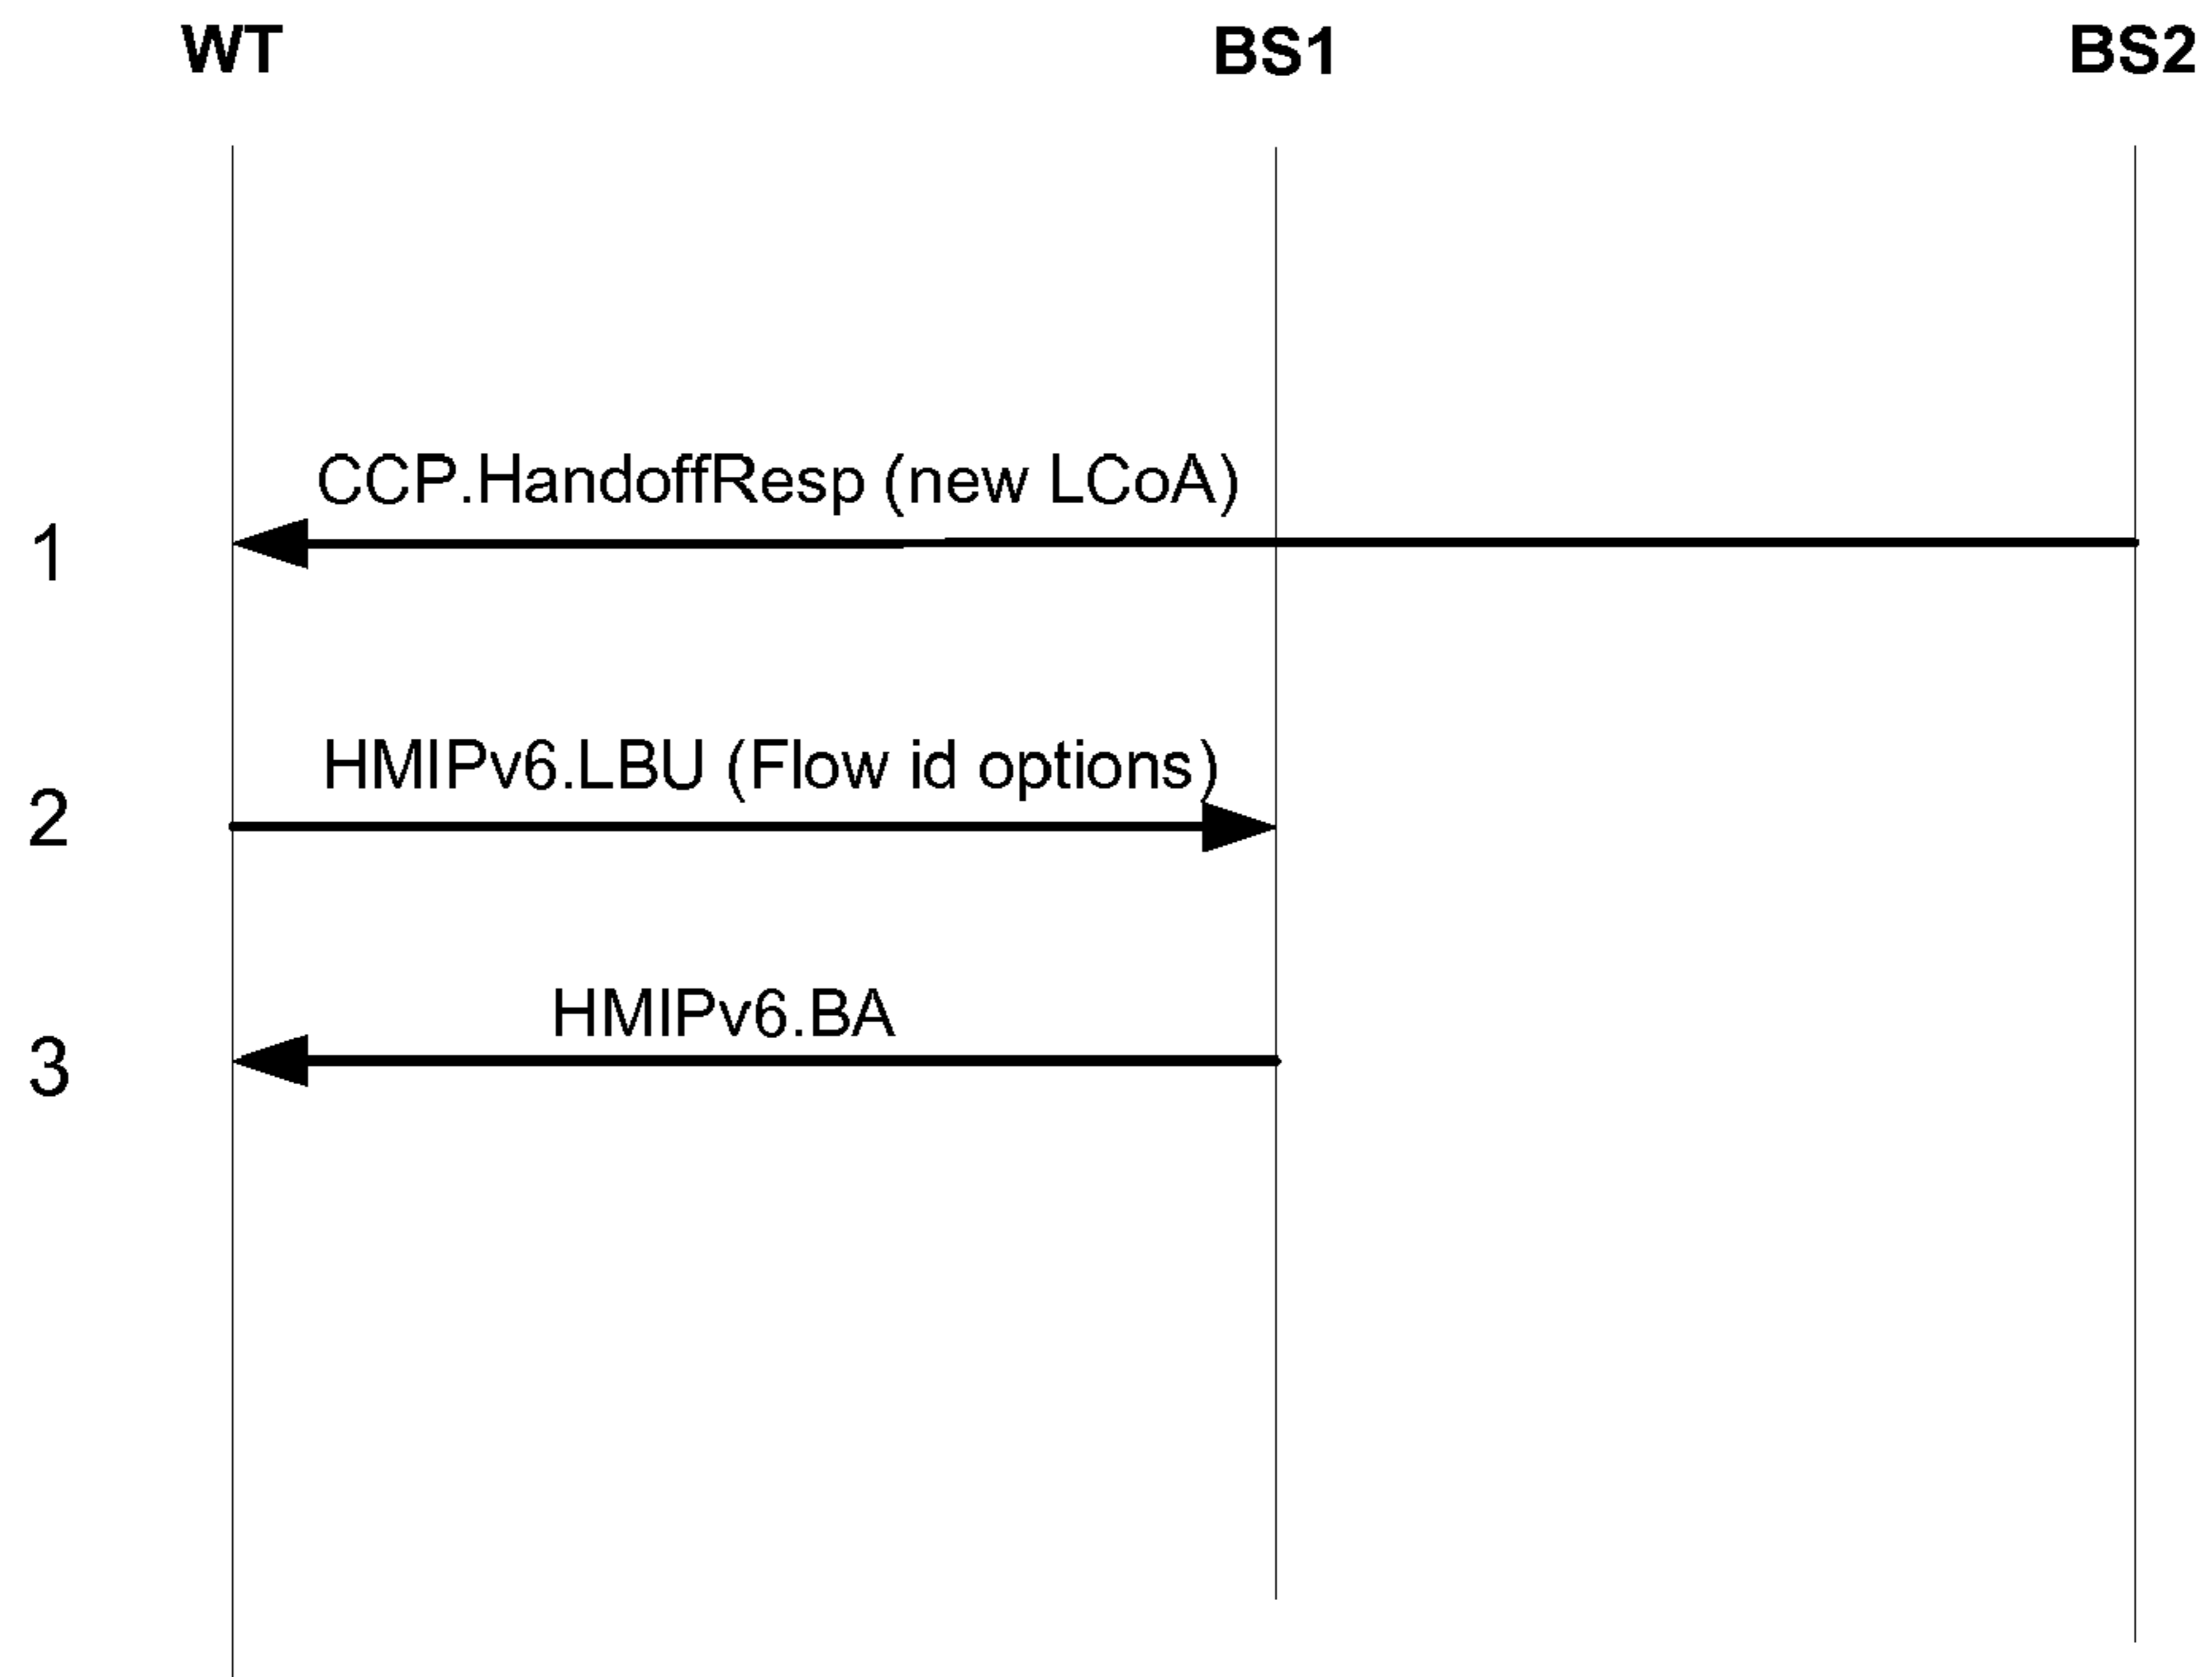 WT BS1 BS2
CCP.HandoffResp (new LCoA)
1
HMIPv6.LBU (Flow id options)
2
HMIPv6.BA
3